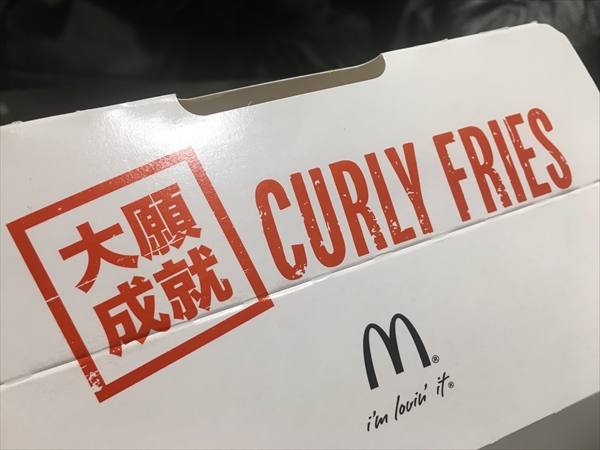 大願
成就
CURLY FRIES
M®
i'm lovin' it®